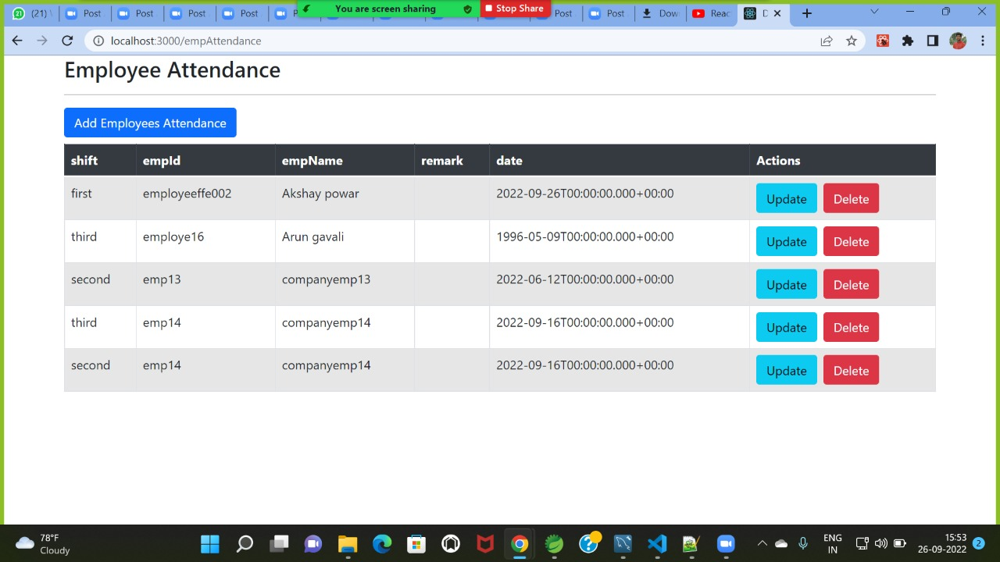 21 (21) Post Post Post Post P Post Post Dow Reac D
You are screen sharing Stop Share
localhost:3000/empAttendance
Employee Attendance
Add Employees Attendance
shift empId empName remark date Actions
first employeeffe002 Akshay powar 2022-09-26T00:00:00.000+00:00 Update Delete
third employe16 Arun gavali 1996-05-09T00:00:00.000+00:00 Update Delete
second emp13 companyemp13 2022-06-12T00:00:00.000+00:00 Update Delete
third emp14 companyemp14 2022-09-16T00:00:00.000+00:00 Update Delete
second emp14 companyemp14 2022-09-16T00:00:00.000+00:00 Update Delete
78°F
Cloudy
ENG
IN
15:53
26-09-2022
2